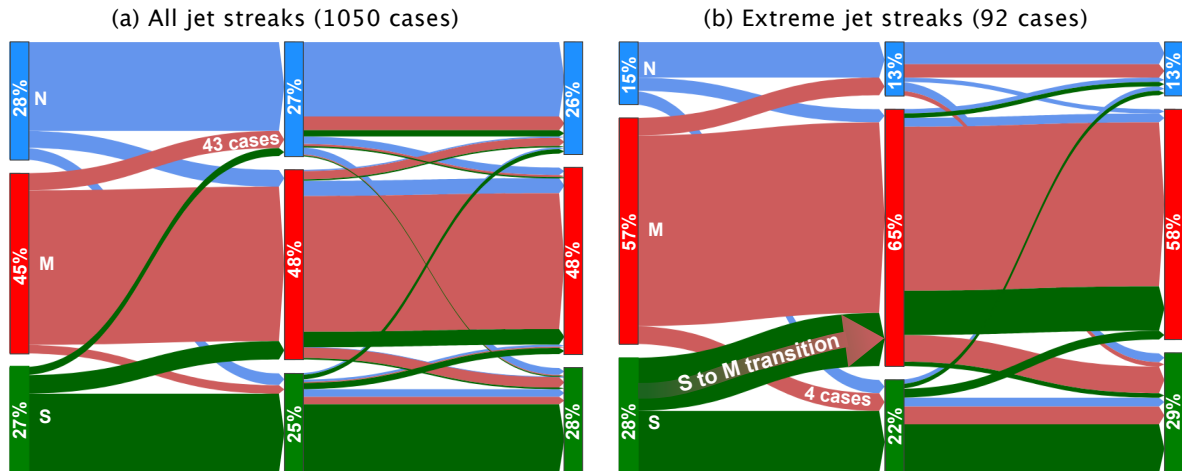 (a) All jet streaks (1050 cases)
28%
N
27%
26%
43 cases
45%
M
48%
48%
27%
S
25%
28%
(b) Extreme jet streaks (92 cases)
15%
N
13%
13%
57%
M
65%
58%
S to M transition
4 cases
28%
S
22%
29%